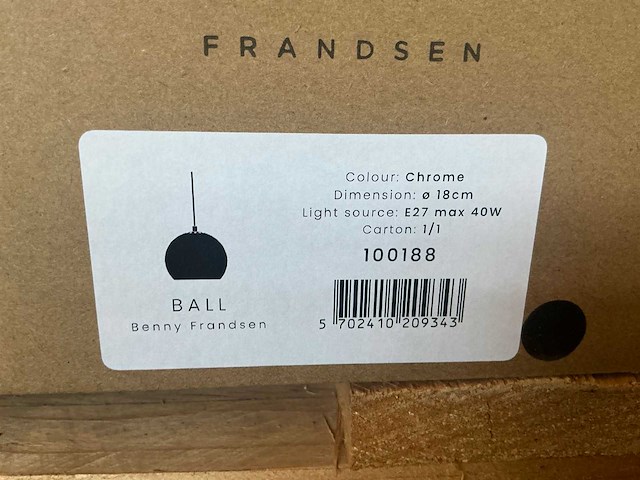 FRANDSEN
BALL
Benny Frandsen
Colour: Chrome
Dimension: ø 18cm
Light source: E27 max 40W
Carton: 1/1
100188
5 702410 209343